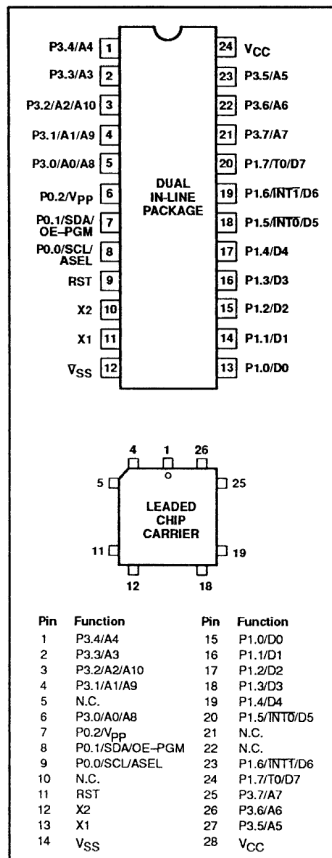 P3.4/A4 1 24 VCC
P3.3/A3 2 23 P3.5/A5
P3.2/A2/A10 3 22 P3.6/A6
P3.1/A1/A9 4 21 P3.7/A7
P3.0/A0/A8 5 20 P1.7/T0/D7
P0.2/VPP 6 19 P1.6/INT1/D6
P0.1/SDA/
OE–PGM 7 18 P1.5/INT0/D5
P0.0/SCL/
ASEL 8 17 P1.4/D4
RST 9 16 P1.3/D3
X2 10 15 P1.2/D2
X1 11 14 P1.1/D1
VSS 12 13 P1.0/D0
DUAL
IN-LINE
PACKAGE
4 1 26
5 25
LEADED
CHIP
CARRIER
11 19
12 18
Pin Function Pin Function
1 P3.4/A4 15 P1.0/D0
2 P3.3/A3 16 P1.1/D1
3 P3.2/A2/A10 17 P1.2/D2
4 P3.1/A1/A9 18 P1.3/D3
5 N.C. 19 P1.4/D4
6 P3.0/A0/A8 20 P1.5/INT0/D5
7 P0.2/VPP 21 N.C.
8 P0.1/SDA/OE–PGM 22 N.C.
9 P0.0/SCL/ASEL 23 P1.6/INT1/D6
10 N.C. 24 P1.7/T0/D7
11 RST 25 P3.7/A7
12 X2 26 P3.6/A6
13 X1 27 P3.5/A5
14 VSS 28 VCC